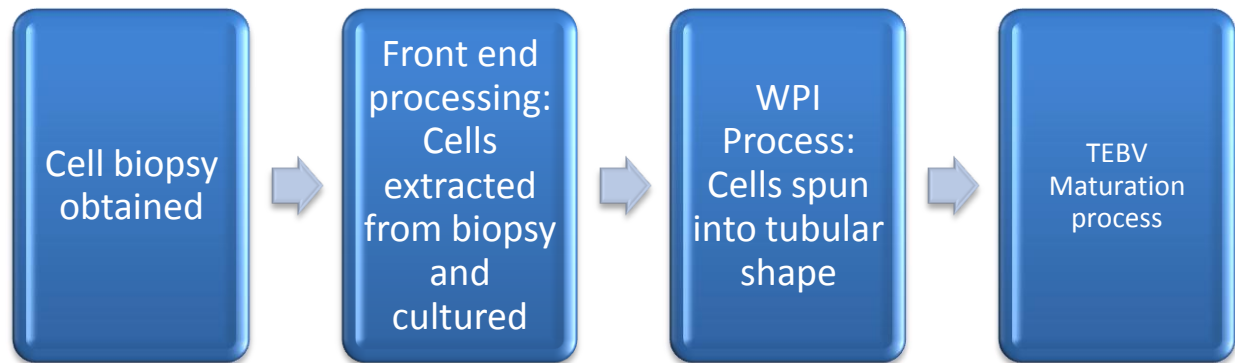 Cell biopsy
obtained
Front end
processing:
Cells
extracted
from biopsy
and
cultured
WPI
Process:
Cells spun
into tubular
shape
TEBV
Maturation
process